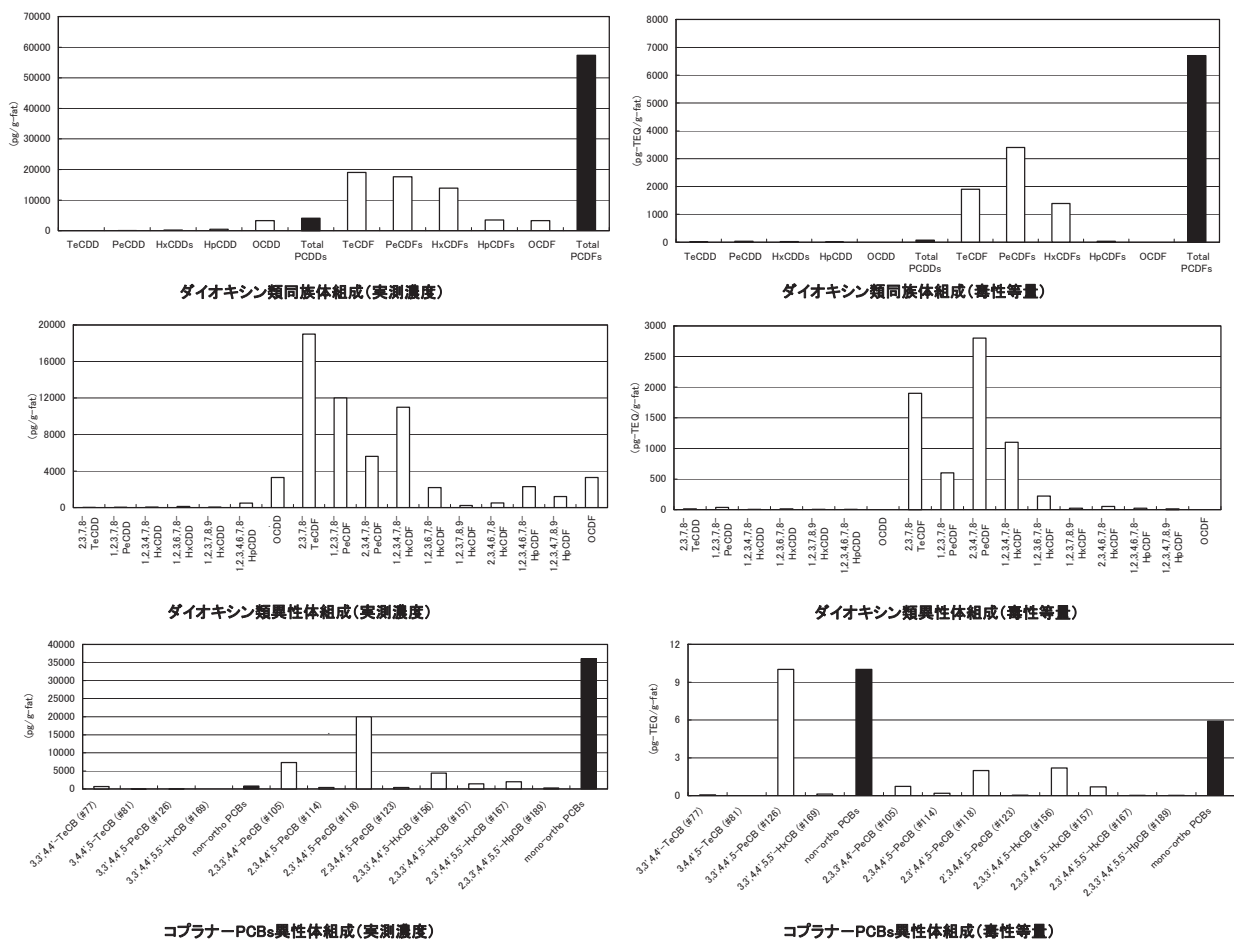 70000
60000
50000
40000
30000
20000
10000
0
(pg/g-fat)
TeCDD PeCDD HxCDDs HpCDD OCDD Total PCDDs TeCDF PeCDFs HxCDFs HpCDFs OCDF Total PCDFs
ダイオキシン類同族体組成(実測濃度)
8000
7000
6000
5000
4000
3000
2000
1000
0
(pg-TEQ/g-fat)
TeCDD PeCDD HxCDDs HpCDD OCDD Total PCDDs TeCDF PeCDFs HxCDFs HpCDFs OCDF Total PCDFs
ダイオキシン類同族体組成(毒性等量)
20000
16000
12000
8000
4000
0
(pg/g-fat)
2,3,7,8-TeCDD
1,2,3,7,8-PeCDD
1,2,3,4,7,8-HxCDD
1,2,3,6,7,8-HxCDD
1,2,3,7,8,9-HxCDD
1,2,3,4,6,7,8-HpCDD
OCDD
2,3,7,8-TeCDF
1,2,3,7,8-PeCDF
2,3,4,7,8-PeCDF
1,2,3,4,7,8-HxCDF
1,2,3,6,7,8-HxCDF
1,2,3,7,8,9-HxCDF
2,3,4,6,7,8-HxCDF
1,2,3,4,6,7,8-HpCDF
1,2,3,4,7,8,9-HpCDF
OCDF
ダイオキシン類異性体組成(実測濃度)
3000
2500
2000
1500
1000
500
0
(pg-TEQ/g-fat)
2,3,7,8-TeCDD
1,2,3,7,8-PeCDD
1,2,3,4,7,8-HxCDD
1,2,3,6,7,8-HxCDD
1,2,3,7,8,9-HxCDD
1,2,3,4,6,7,8-HpCDD
OCDD
2,3,7,8-TeCDF
1,2,3,7,8-PeCDF
2,3,4,7,8-PeCDF
1,2,3,4,7,8-HxCDF
1,2,3,6,7,8-HxCDF
1,2,3,7,8,9-HxCDF
2,3,4,6,7,8-HxCDF
1,2,3,4,6,7,8-HpCDF
1,2,3,4,7,8,9-HpCDF
OCDF
ダイオキシン類異性体組成(毒性等量)
40000
35000
30000
25000
20000
15000
10000
5000
0
(pg/g-fat)
3,3',4,4'-TeCB (#77)
3,4,4',5-TeCB (#81)
3,3',4,4',5-PeCB (#126)
3,3',4,4',5,5'-HxCB (#169)
non-ortho PCBs
2,3,3',4,4'-PeCB (#105)
2,3,4,4',5-PeCB (#114)
2,3',4,4',5-PeCB (#118)
2',3,4,4',5-PeCB (#123)
2,3,3',4,4',5-HxCB (#156)
2,3,3',4,4',5'-HxCB (#157)
2,3',4,4',5,5'-HxCB (#167)
2,3,3',4,4',5,5'-HpCB (#189)
mono-ortho PCBs
コプラナーPCBs異性体組成(実測濃度)
12
9
6
3
0
(pg-TEQ/g-fat)
3,3',4,4'-TeCB (#77)
3,4,4',5-TeCB (#81)
3,3',4,4',5-PeCB (#126)
3,3',4,4',5,5'-HxCB (#169)
non-ortho PCBs
2,3,3',4,4'-PeCB (#105)
2,3,4,4',5-PeCB (#114)
2,3',4,4',5-PeCB (#118)
2',3,4,4',5-PeCB (#123)
2,3,3',4,4',5-HxCB (#156)
2,3,3',4,4',5'-HxCB (#157)
2,3',4,4',5,5'-HxCB (#167)
2,3,3',4,4',5,5'-HpCB (#189)
mono-ortho PCBs
コプラナーPCBs異性体組成(毒性等量)